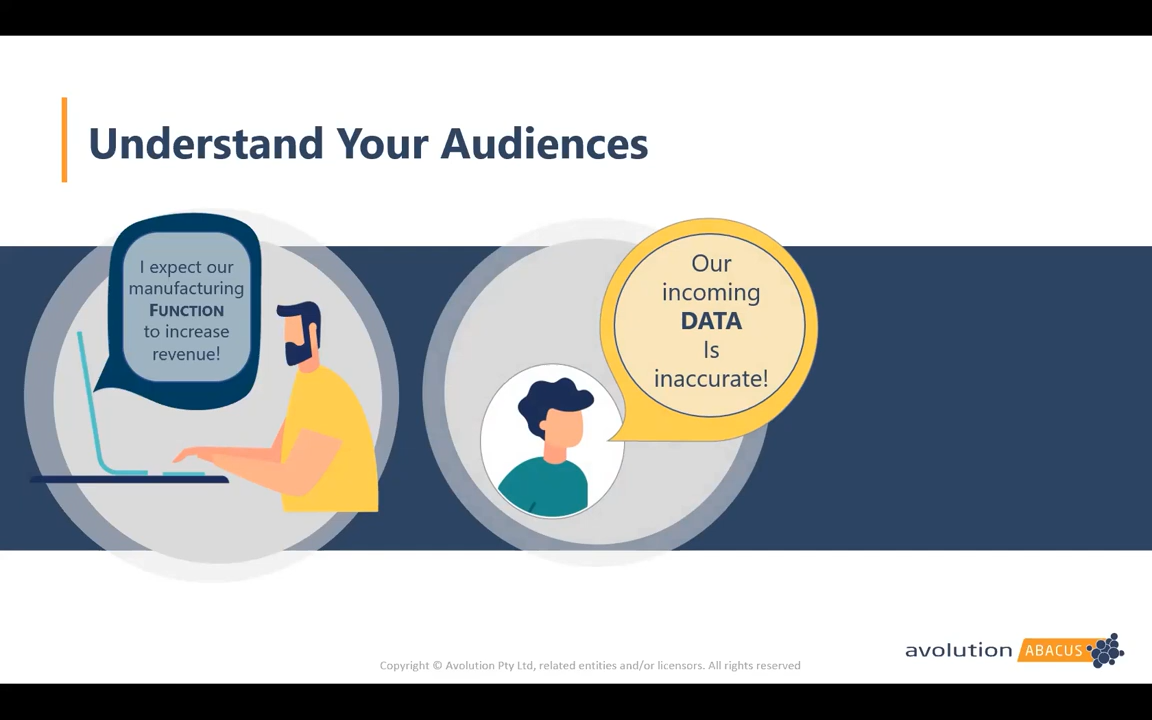 Understand Your Audiences
I expect our
manufacturing
FUNCTION
to increase
revenue!
Our
incoming
DATA
Is
inaccurate!
avolution ABACUS
Copyright © Avolution Pty Ltd, related entities and/or licensors. All rights reserved